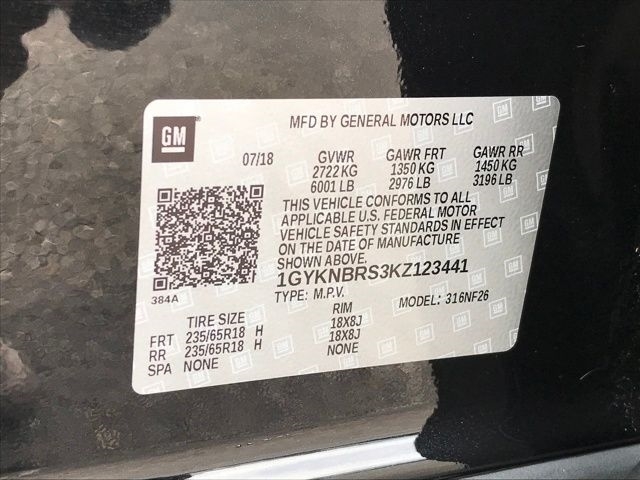 GM
MFD BY GENERAL MOTORS LLC
07/18 GVWR GAWR FRT GAWR RR
2722 KG 1350 KG 1450 KG
6001 LB 2976 LB 3196 LB
THIS VEHICLE CONFORMS TO ALL
APPLICABLE U.S. FEDERAL MOTOR
VEHICLE SAFETY STANDARDS IN EFFECT
ON THE DATE OF MANUFACTURE
SHOWN ABOVE.
1GYKNBRS3KZ123441
384A
TYPE: M.P.V. MODEL: 316NF26
TIRE SIZE RIM
FRT 235/65R18 H 18X8J
RR 235/65R18 H 18X8J
SPA NONE NONE